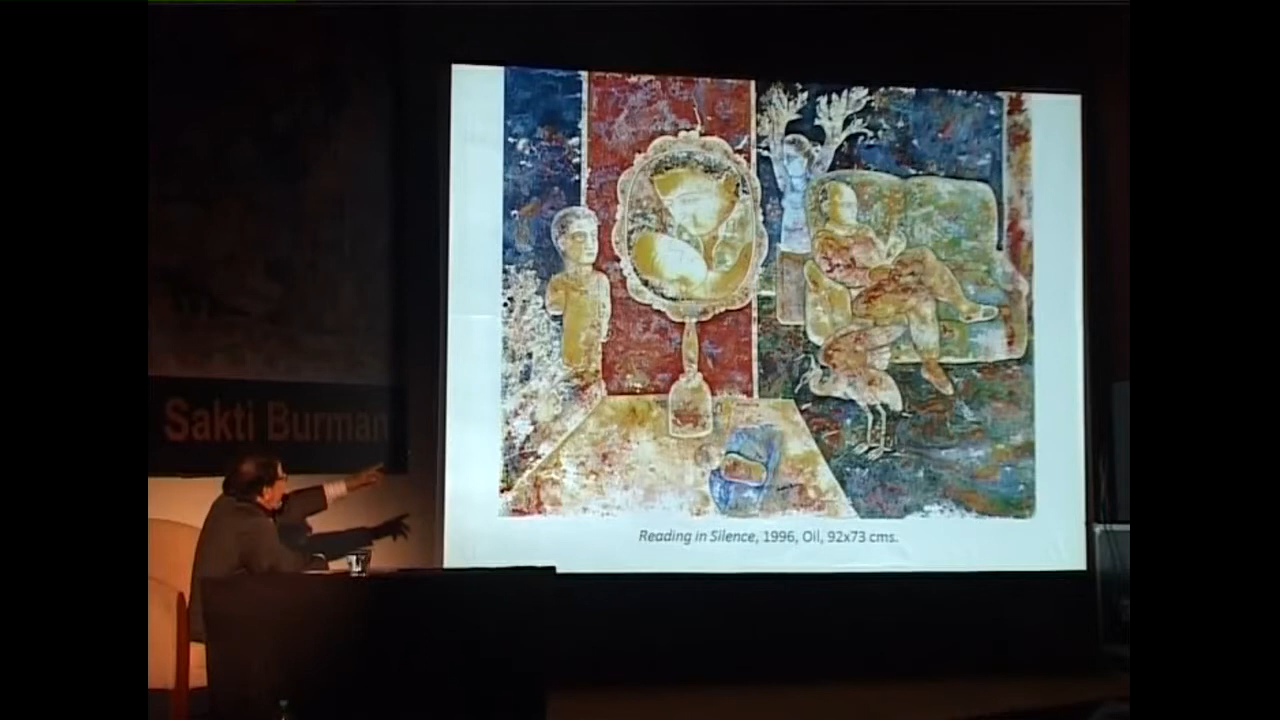 Sakti Burman
Reading in Silence, 1996, Oil, 92x73 cms.